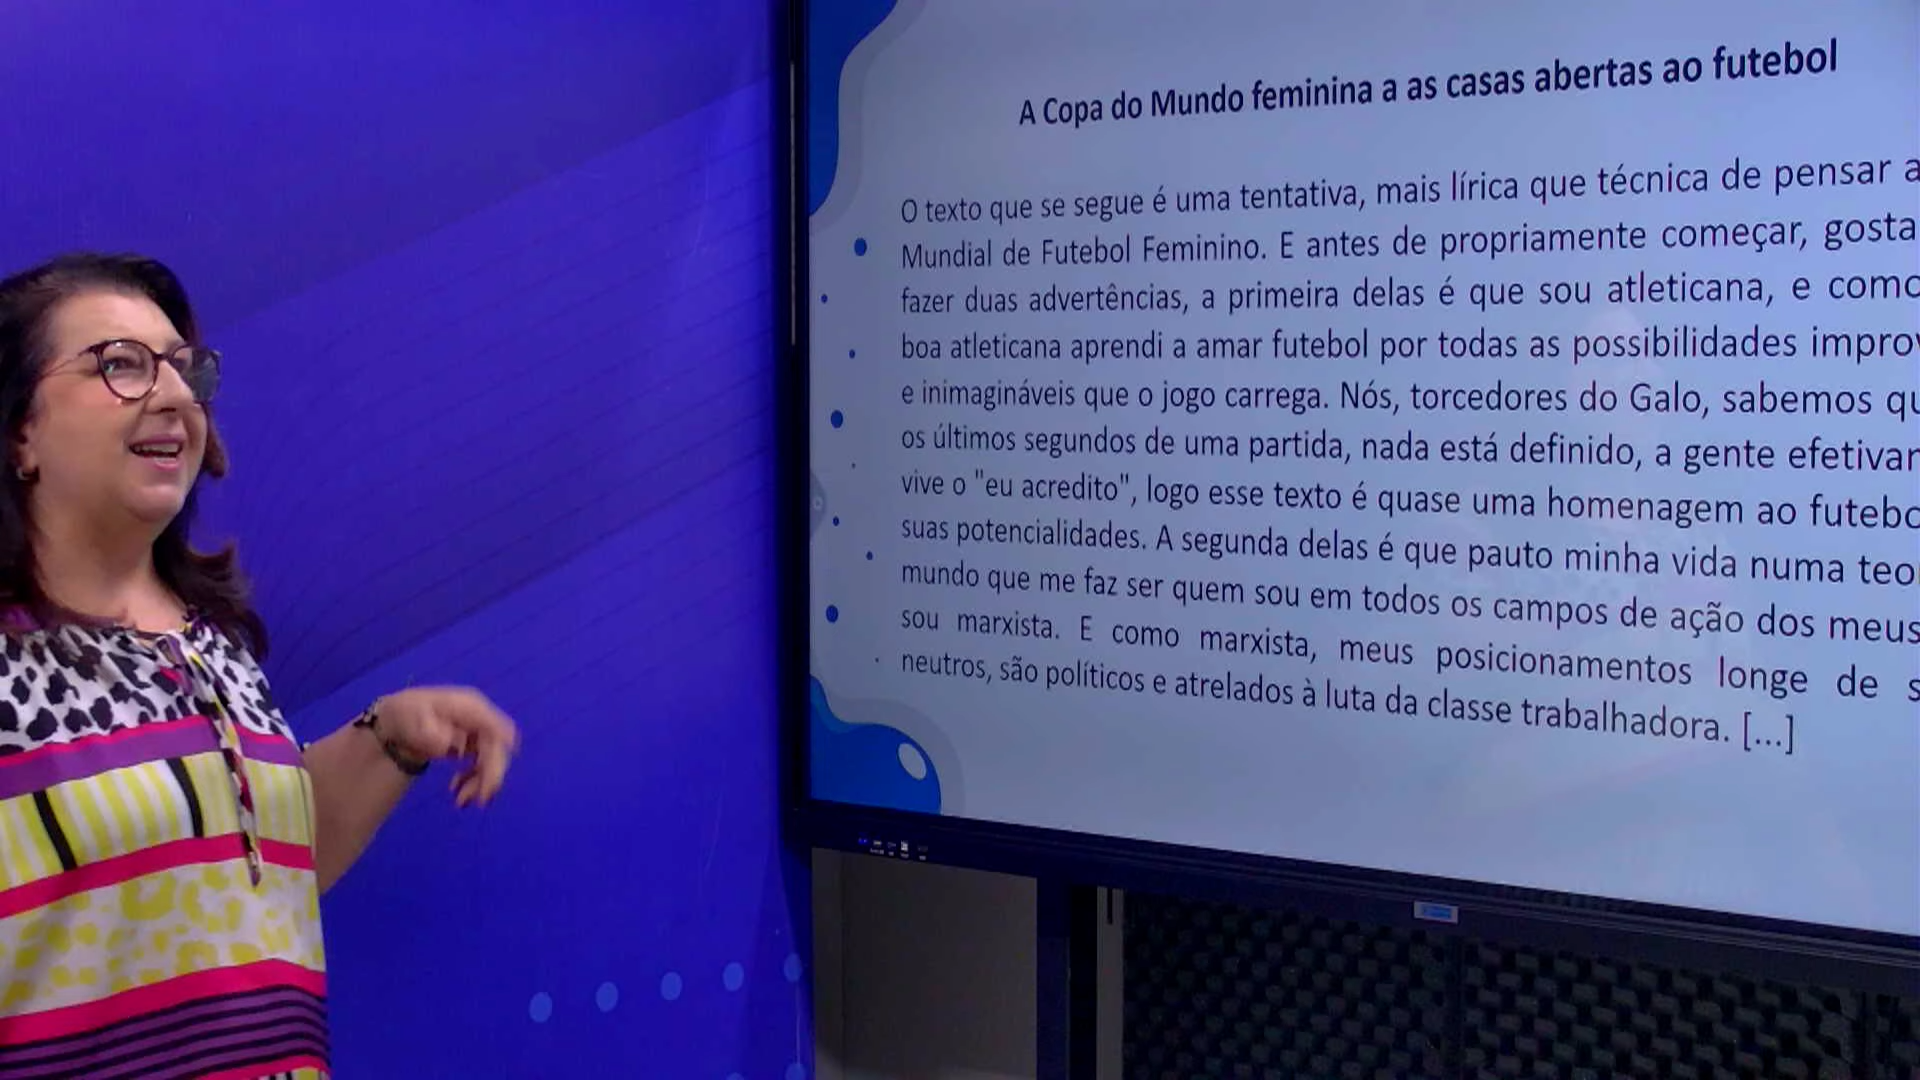 A Copa do Mundo feminina a as casas abertas ao futebol
O texto que se segue é uma tentativa, mais lírica que técnica de pensar a
Mundial de Futebol Feminino. E antes de propriamente começar, gosta
fazer duas advertências, a primeira delas é que sou atleticana, e como
boa atleticana aprendi a amar futebol por todas as possibilidades impro
e inimagináveis que o jogo carrega. Nós, torcedores do Galo, sabemos qu
os últimos segundos de uma partida, nada está definido, a gente efetivam
vive o "eu acredito", logo esse texto é quase uma homenagem ao futebo
suas potencialidades. A segunda delas é que pauto minha vida numa teo
mundo que me faz ser quem sou em todos os campos de ação dos meus
sou marxista. E como marxista, meus posicionamentos longe de s
neutros, são políticos e atrelados à luta da classe trabalhadora. [...]